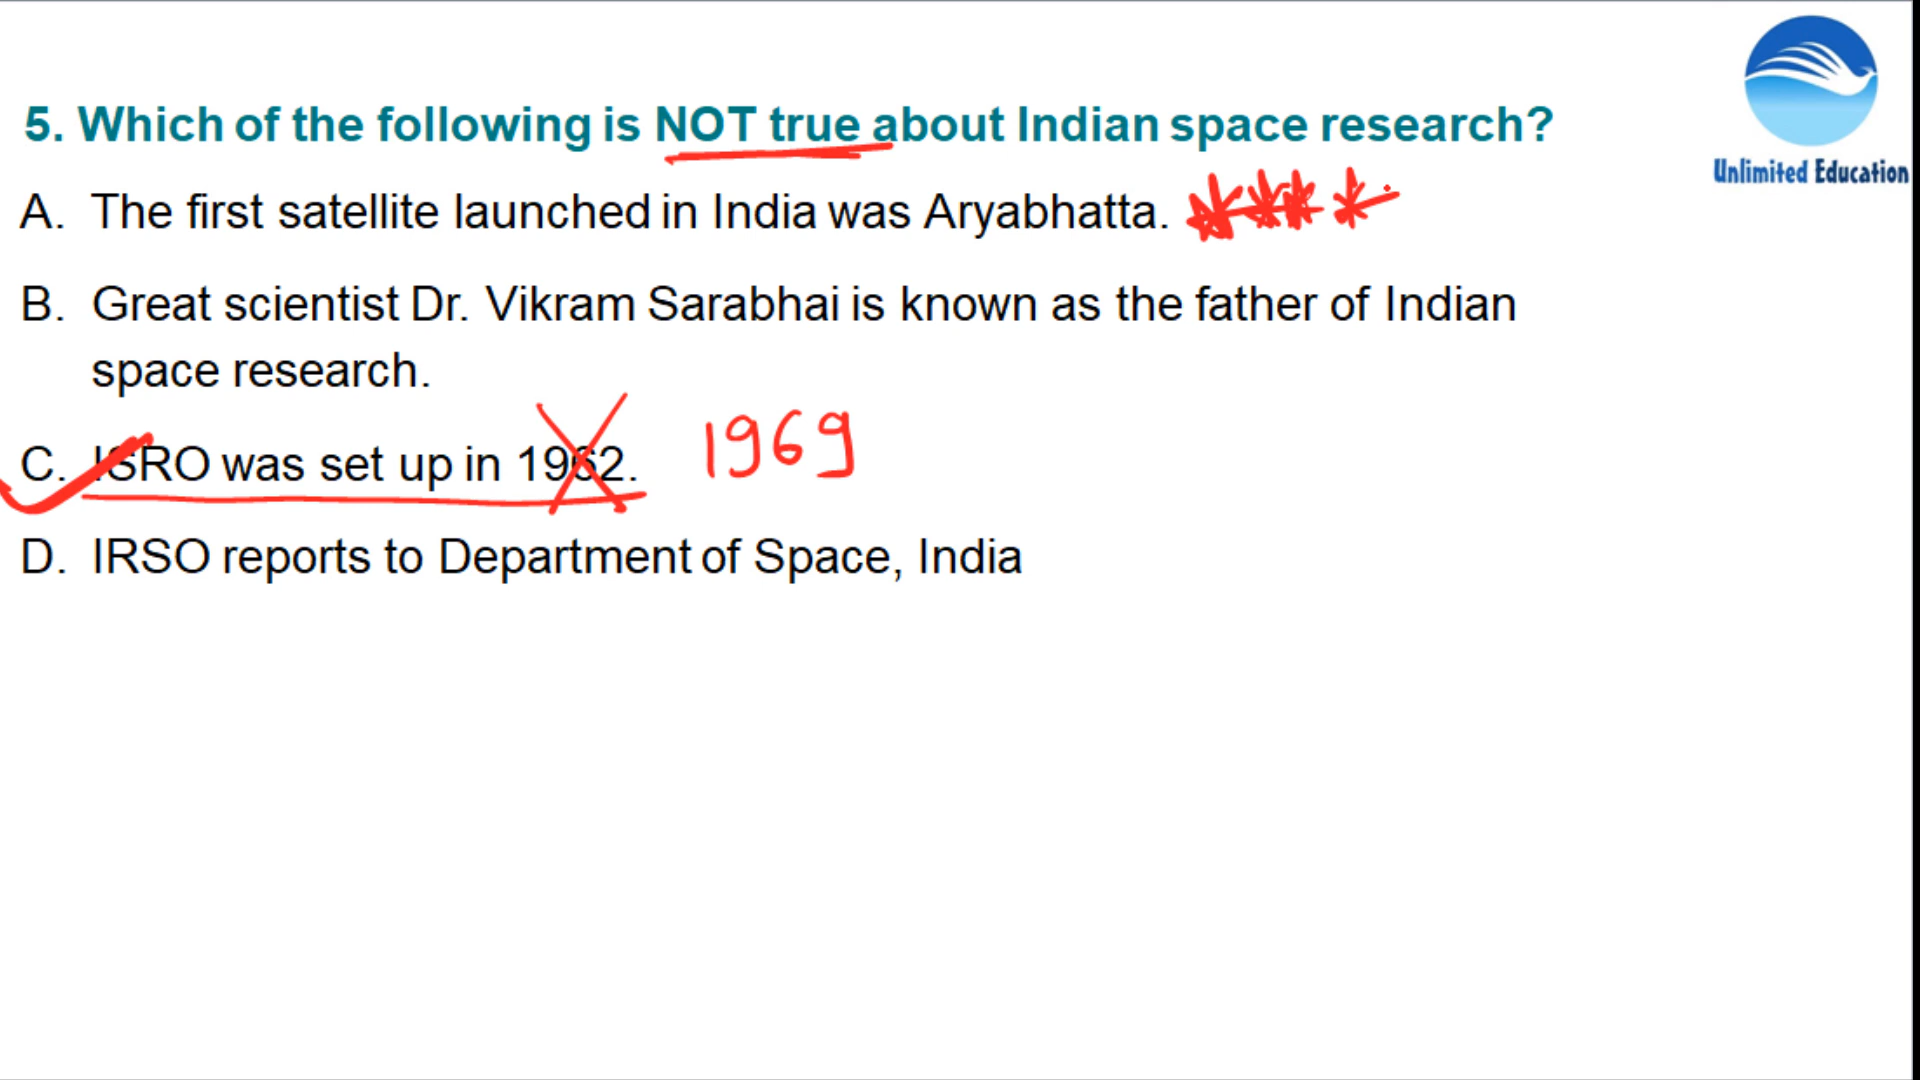 5. Which of the following is NOT true about Indian space research?
Unlimited Education
A. The first satellite launched in India was Aryabhatta.
B. Great scientist Dr. Vikram Sarabhai is known as the father of Indian
space research.
C. ISRO was set up in 1962. 1969
D. IRSO reports to Department of Space, India